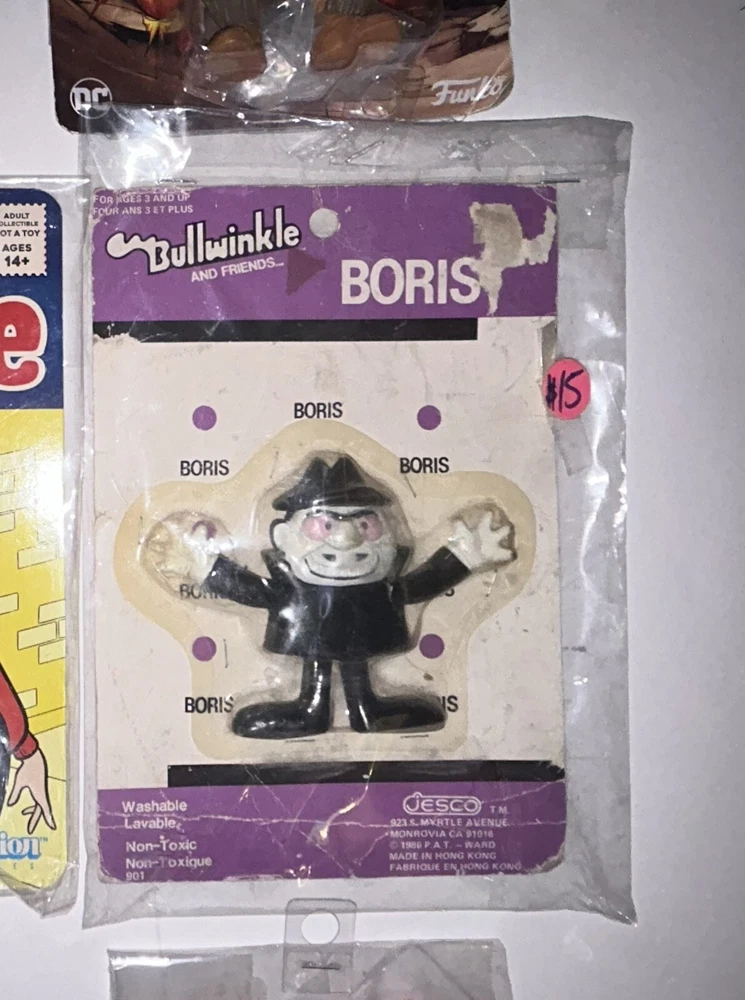 DC
Funko
ADULT
COLLECTIBLE
NOT A TOY
AGES
14+
e
FOR AGES 3 AND UP
POUR ANS 3 ET PLUS
Bullwinkle
AND FRIENDS...
BORIS
$15
BORIS
BORIS
BORIS
BORIS
Washable
Lavable
Non-Toxic
Non-Toxique
901
JESCO T.M.
923 S. MYRTLE AVENUE
MONROVIA CA 91016
© 1986 P.A.T. - WARD
MADE IN HONG KONG
FABRIQUE EN HONG KONG
ion